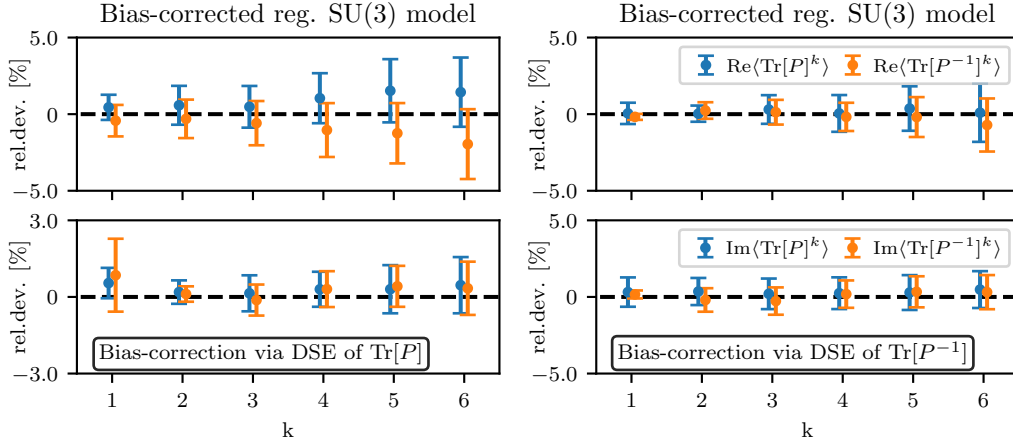 Bias-corrected reg. SU(3) model
Bias-corrected reg. SU(3) model
5.0
0
−5.0
rel.dev. [%]
5.0
0
−5.0
rel.dev. [%]
Re⟨Tr[P]^k⟩ Re⟨Tr[P^{-1}]^k⟩
3.0
0
−3.0
rel.dev. [%]
Bias-correction via DSE of Tr[P]
1 2 3 4 5 6
k
5.0
0
−5.0
rel.dev. [%]
Im⟨Tr[P]^k⟩ Im⟨Tr[P^{-1}]^k⟩
Bias-correction via DSE of Tr[P^{-1}]
1 2 3 4 5 6
k